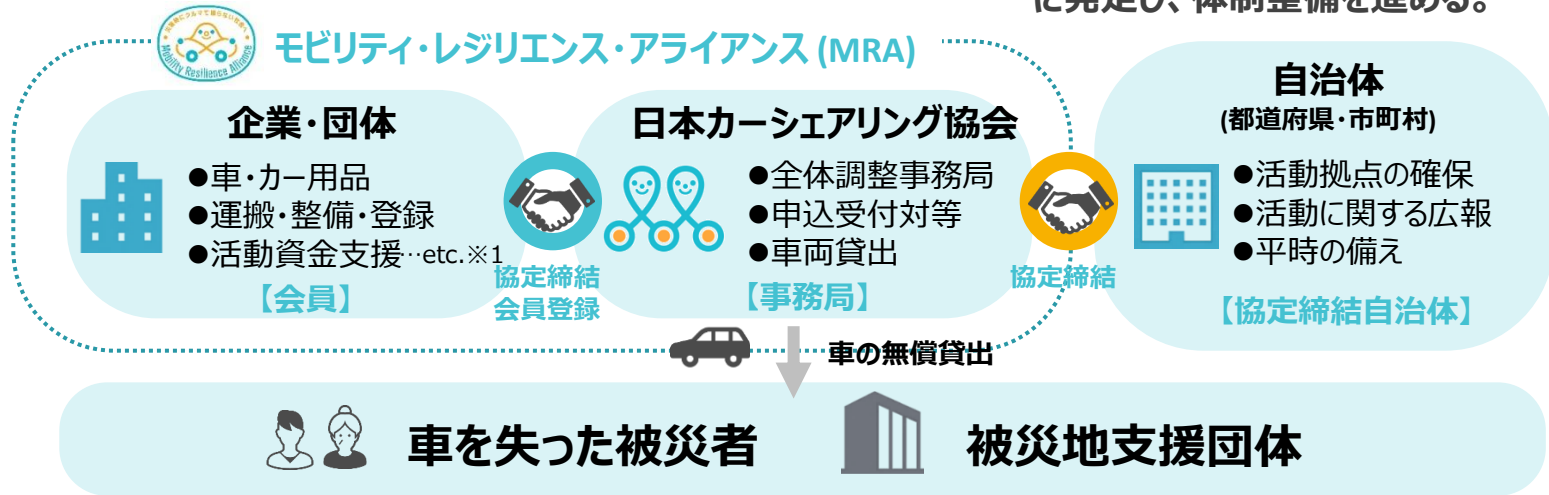 に発足し、体制整備を進める。
Mobility Resilience Alliance
モビリティ・レジリエンス・アライアンス (MRA)
企業・団体
●車・カー用品
●運搬・整備・登録
●活動資金支援…etc.※1
【会員】
協定締結
会員登録
日本カーシェアリング協会
●全体調整事務局
●申込受付対等
●車両貸出
【事務局】
協定締結
自治体
(都道府県・市町村)
●活動拠点の確保
●活動に関する広報
●平時の備え
【協定締結自治体】
車の無償貸出
車を失った被災者
被災地支援団体